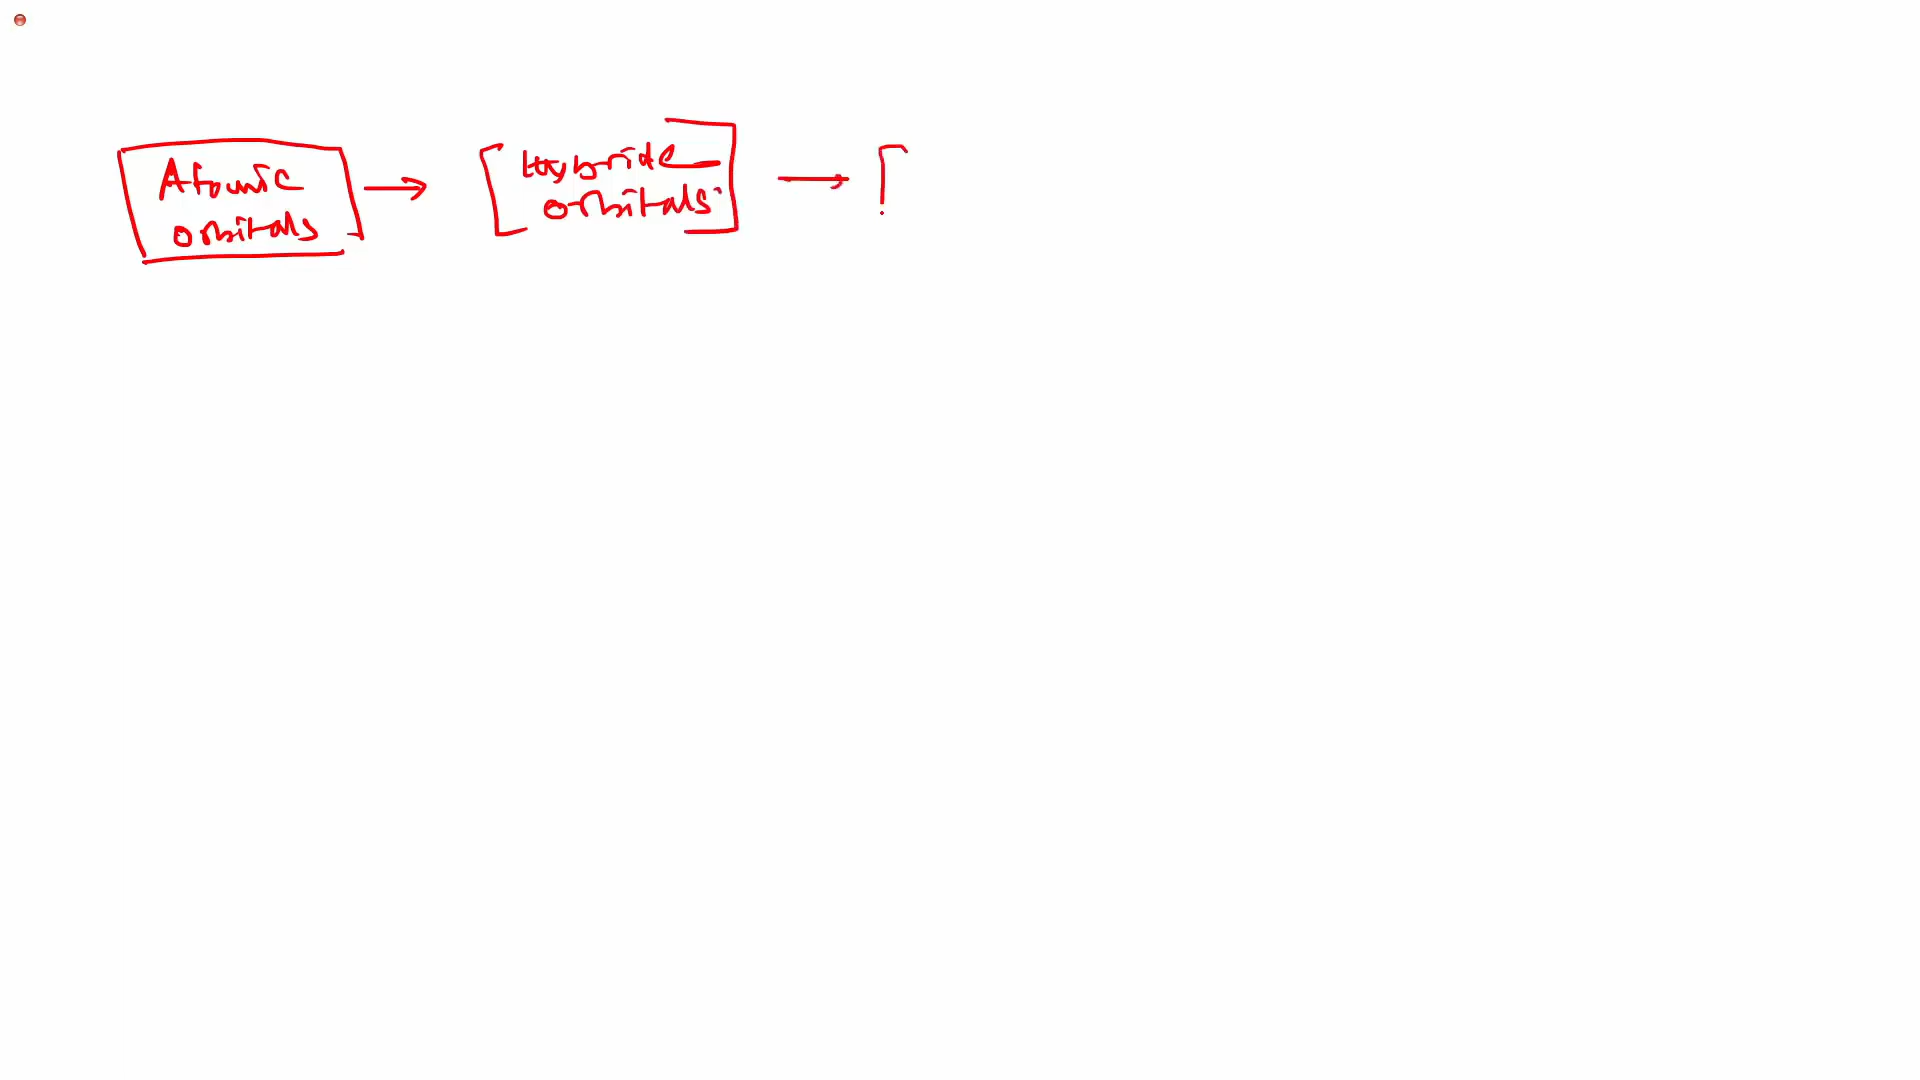 Atomic
orbitals
→
Hybride
orbitals
→